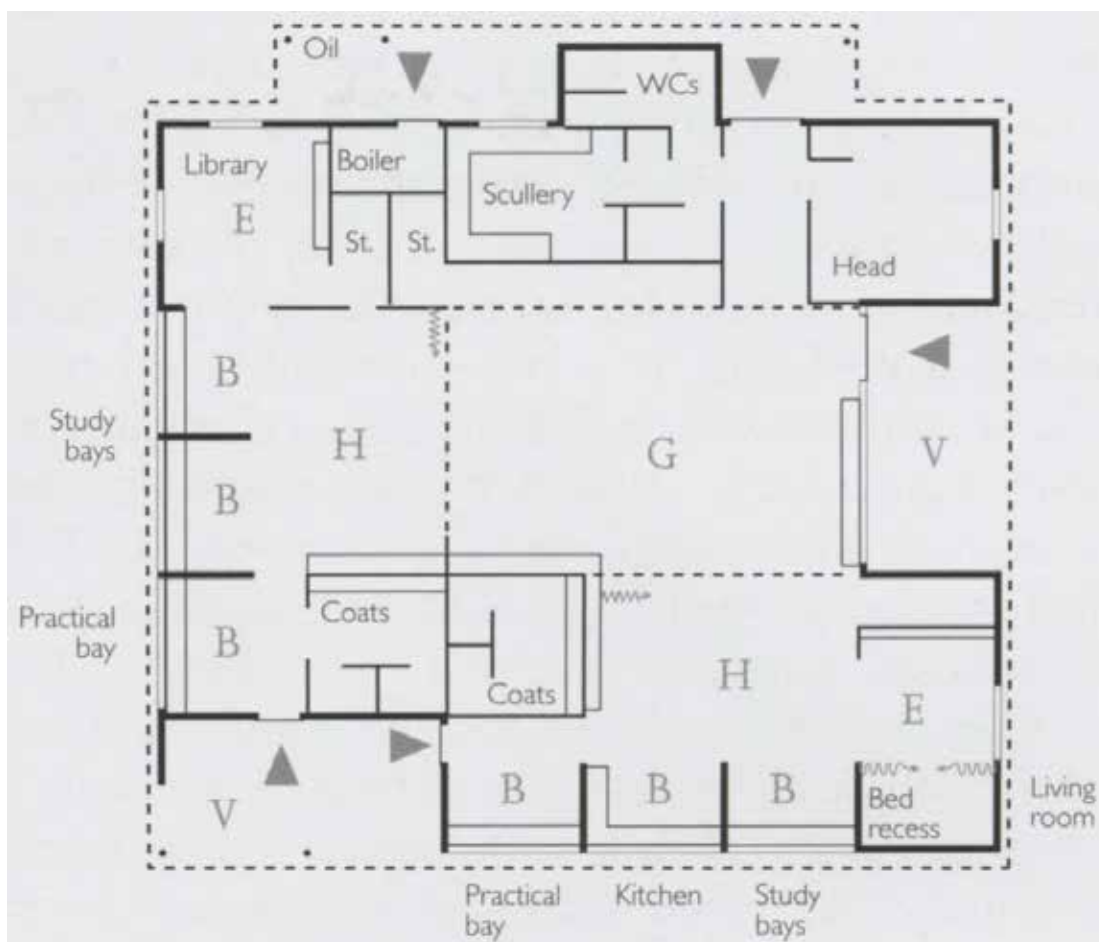 Oil
WCs
Library
Boiler
Scullery
E
St.
St.
Head
B
Study
bays
H
G
V
B
Practical
bay
B
Coats
Coats
H
E
V
B
B
B
Bed
recess
Living
room
Practical
bay
Kitchen
Study
bays